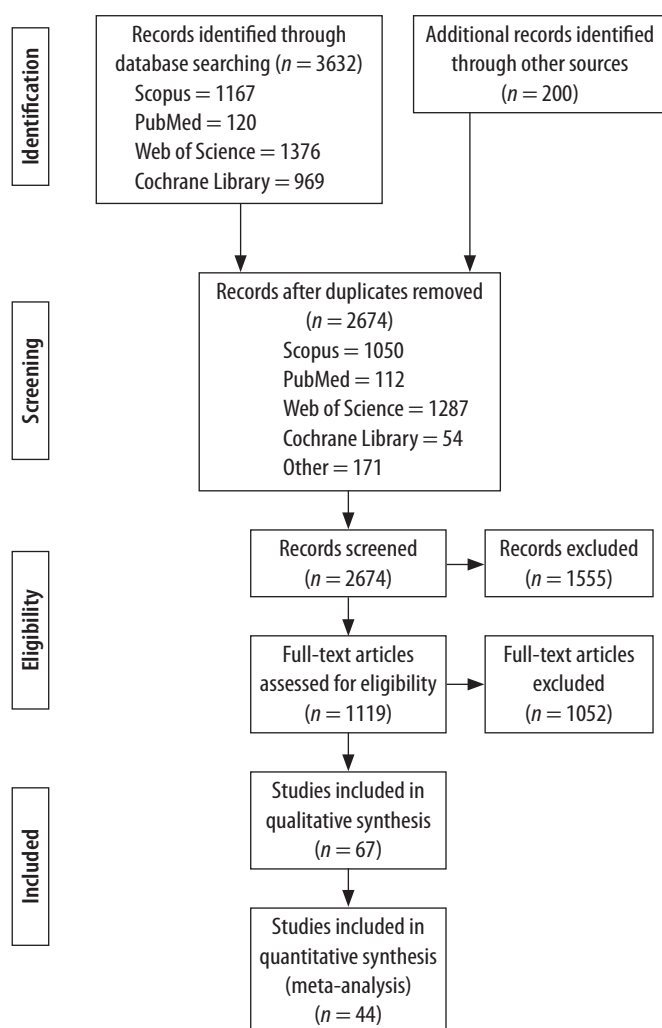 Identification
Records identified through
database searching (n = 3632)
Scopus = 1167
PubMed = 120
Web of Science = 1376
Cochrane Library = 969
Additional records identified
through other sources
(n = 200)
Screening
Records after duplicates removed
(n = 2674)
Scopus = 1050
PubMed = 112
Web of Science = 1287
Cochrane Library = 54
Other = 171
Eligibility
Records screened
(n = 2674)
Records excluded
(n = 1555)
Full-text articles
assessed for eligibility
(n = 1119)
Full-text articles
excluded
(n = 1052)
Included
Studies included in
qualitative synthesis
(n = 67)
Studies included in
quantitative synthesis
(meta-analysis)
(n = 44)